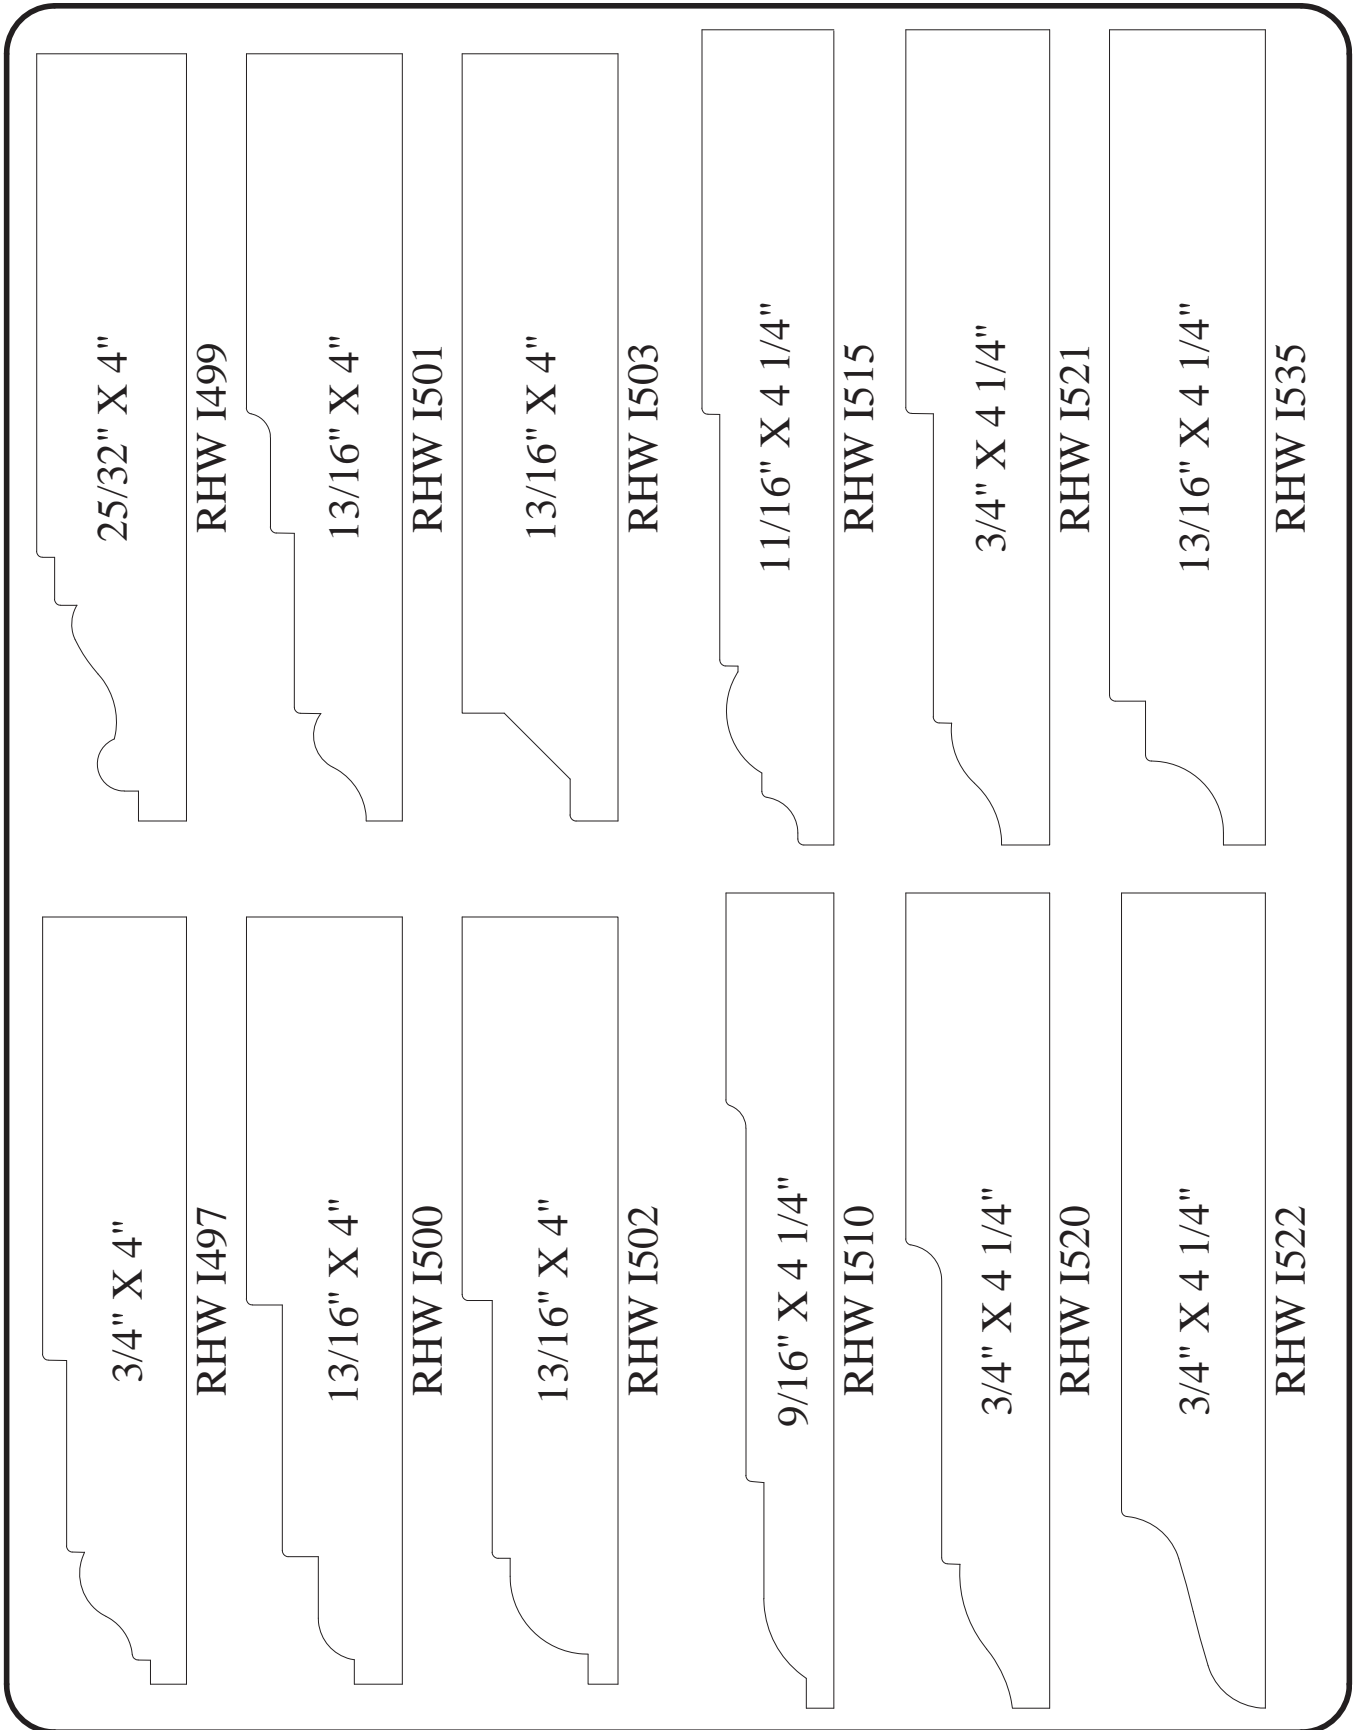 25/32" X 4"
RHW I499
13/16" X 4"
RHW I501
13/16" X 4"
RHW I503
11/16" X 4 1/4"
RHW I515
3/4" X 4 1/4"
RHW I521
13/16" X 4 1/4"
RHW I535
3/4" X 4"
RHW I497
13/16" X 4"
RHW I500
13/16" X 4"
RHW I502
9/16" X 4 1/4"
RHW I510
3/4" X 4 1/4"
RHW I520
3/4" X 4 1/4"
RHW I522